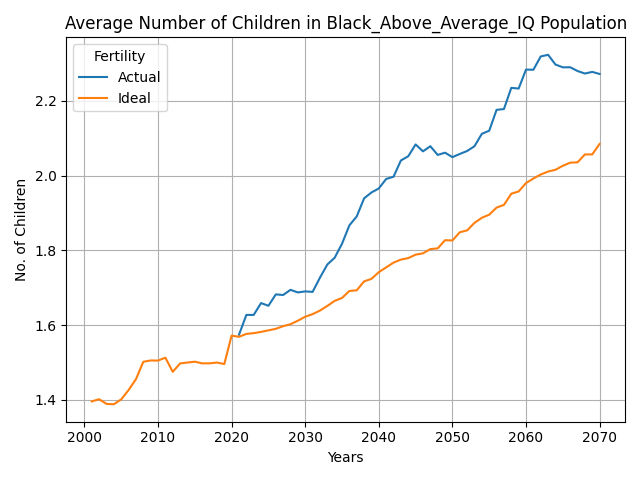 Average Number of Children in Black_Above_Average_IQ Population
Fertility
Actual
Ideal
2.2
2.0
1.8
1.6
1.4
No. of Children
2000 2010 2020 2030 2040 2050 2060 2070
Years